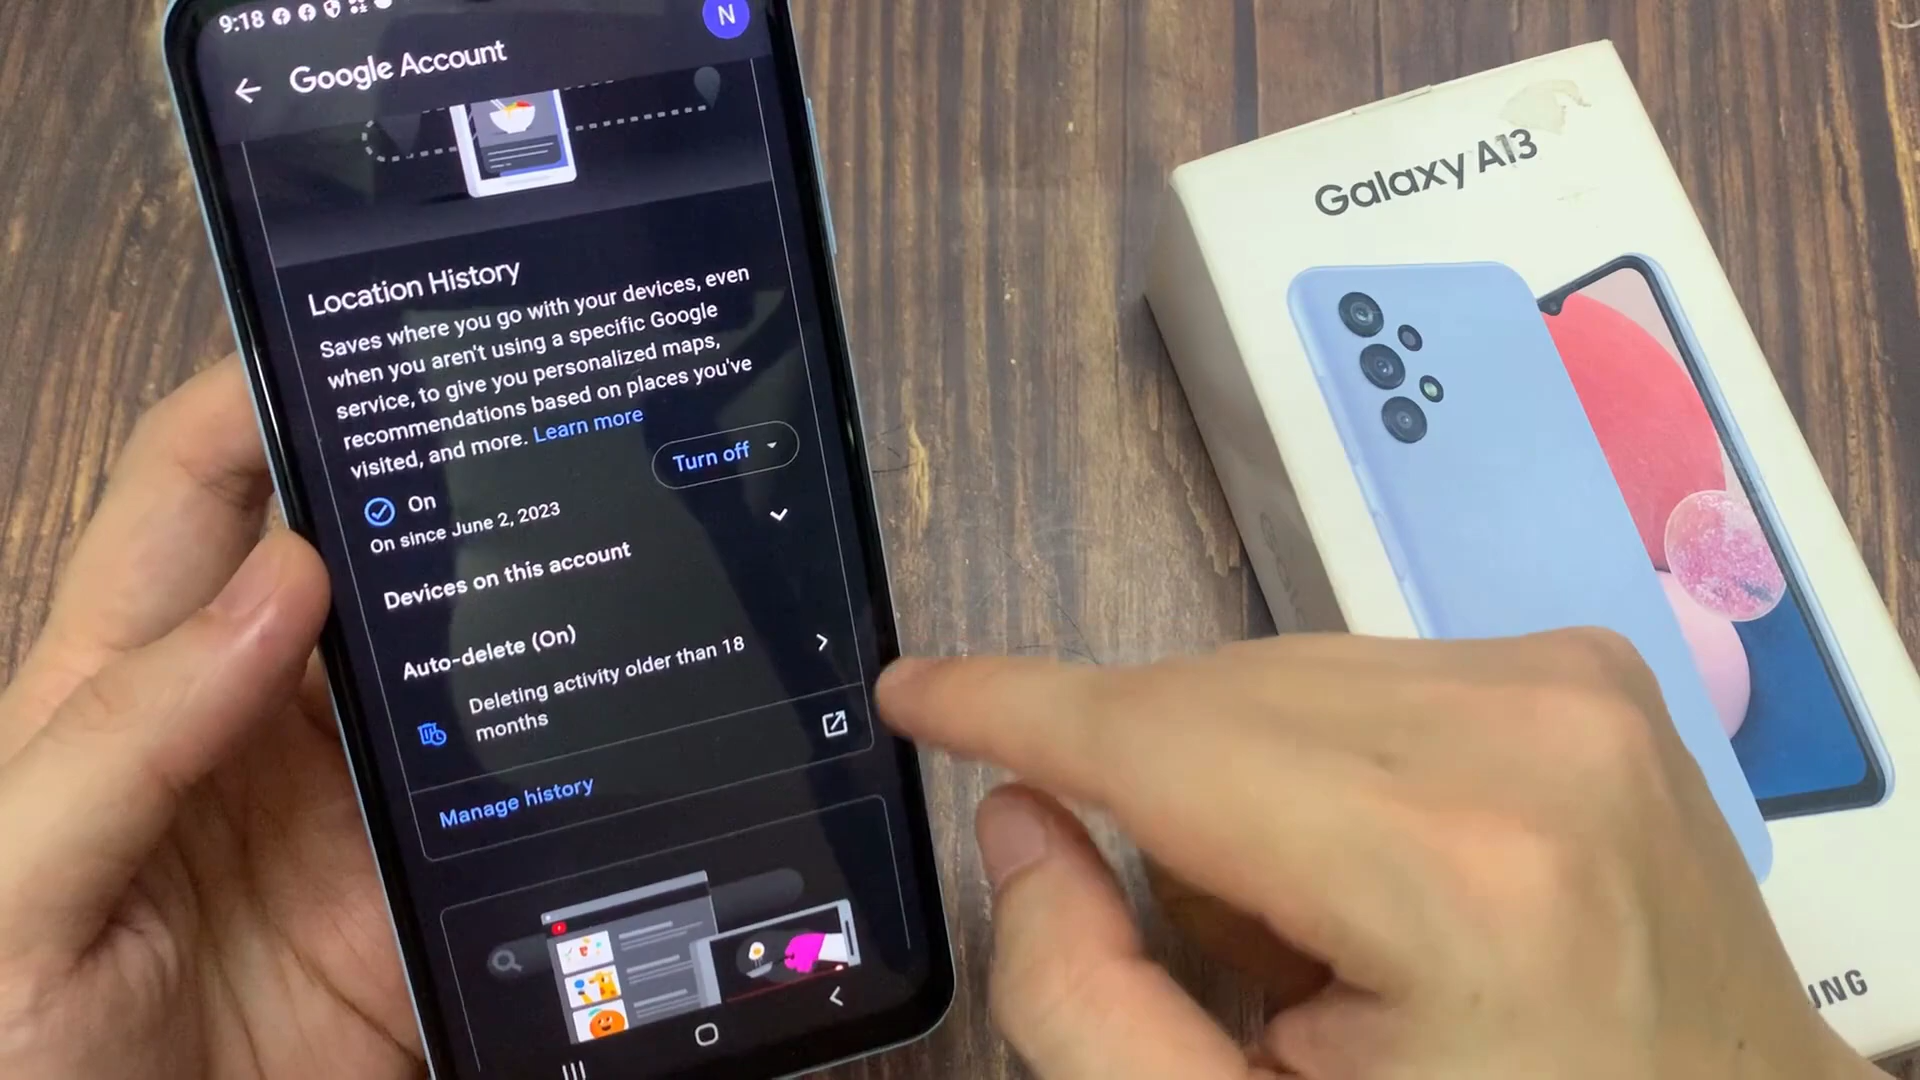 9:18
N
Google Account
Location History
Saves where you go with your devices, even
when you aren't using a specific Google
service, to give you personalized maps,
recommendations based on places you've
visited, and more. Learn more
Turn off
On
On since June 2, 2023
Devices on this account
Auto-delete (On)
Deleting activity older than 18
months
Manage history
Galaxy A13
UNG